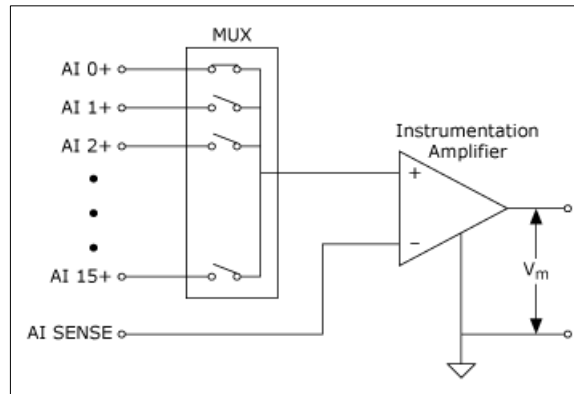 MUX
AI 0+
AI 1+
AI 2+
Instrumentation
Amplifier
+
−
AI 15+
Vm
AI SENSE